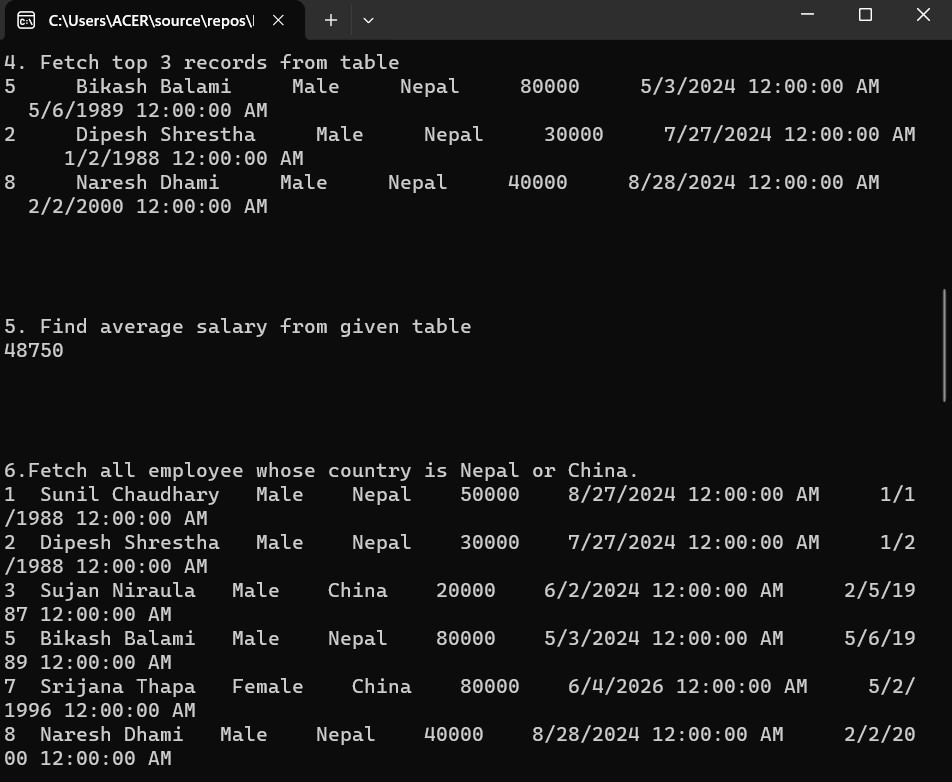 C:\Users\ACER\source\repos\
4. Fetch top 3 records from table
5     Bikash Balami     Male     Nepal     80000     5/3/2024 12:00:00 AM
  5/6/1989 12:00:00 AM
2     Dipesh Shrestha     Male     Nepal     30000     7/27/2024 12:00:00 AM
     1/2/1988 12:00:00 AM
8     Naresh Dhami     Male     Nepal     40000     8/28/2024 12:00:00 AM
  2/2/2000 12:00:00 AM
5. Find average salary from given table
48750
6.Fetch all employee whose country is Nepal or China.
1  Sunil Chaudhary   Male    Nepal    50000    8/27/2024 12:00:00 AM     1/1
/1988 12:00:00 AM
2  Dipesh Shrestha   Male    Nepal    30000    7/27/2024 12:00:00 AM     1/2
/1988 12:00:00 AM
3  Sujan Niraula   Male    China    20000    6/2/2024 12:00:00 AM     2/5/19
87 12:00:00 AM
5  Bikash Balami   Male    Nepal    80000    5/3/2024 12:00:00 AM     5/6/19
89 12:00:00 AM
7  Srijana Thapa   Female    China    80000    6/4/2026 12:00:00 AM     5/2/
1996 12:00:00 AM
8  Naresh Dhami   Male    Nepal    40000    8/28/2024 12:00:00 AM     2/2/20
00 12:00:00 AM